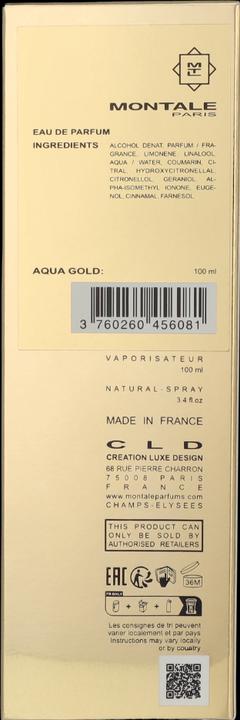 MT
MONTALE
PARIS
EAU DE PARFUM
INGREDIENTS
ALCOHOL DENAT. PARFUM / FRA-
GRANCE, LIMONENE LINALOOL,
AQUA / WATER, COUMARIN, CI-
TRAL, HYDROXYCITRONELLAL,
CITRONELLOL, GERANIOL, AL-
PHA-ISOMETHYL IONONE, EUGE-
NOL, CINNAMAL, FARNESOL.
AQUA GOLD: 100 ml
3 760260 456081
VAPORISATEUR
100 ml
NATURAL-SPRAY
3.4 fl.oz
MADE IN FRANCE
CLD
CREATION LUXE DESIGN
68 RUE PIERRE CHARRON
75008 PARIS
FRANCE
www.montaleparfums.com
CHAMPS-ELYSEES
THIS PRODUCT CAN
ONLY BE SOLD BY
AUTHORISED RETAILERS
EAC 36M
Les consignes de tri peuvent
varier localement et par pays
Instructions may vary locally
or by country